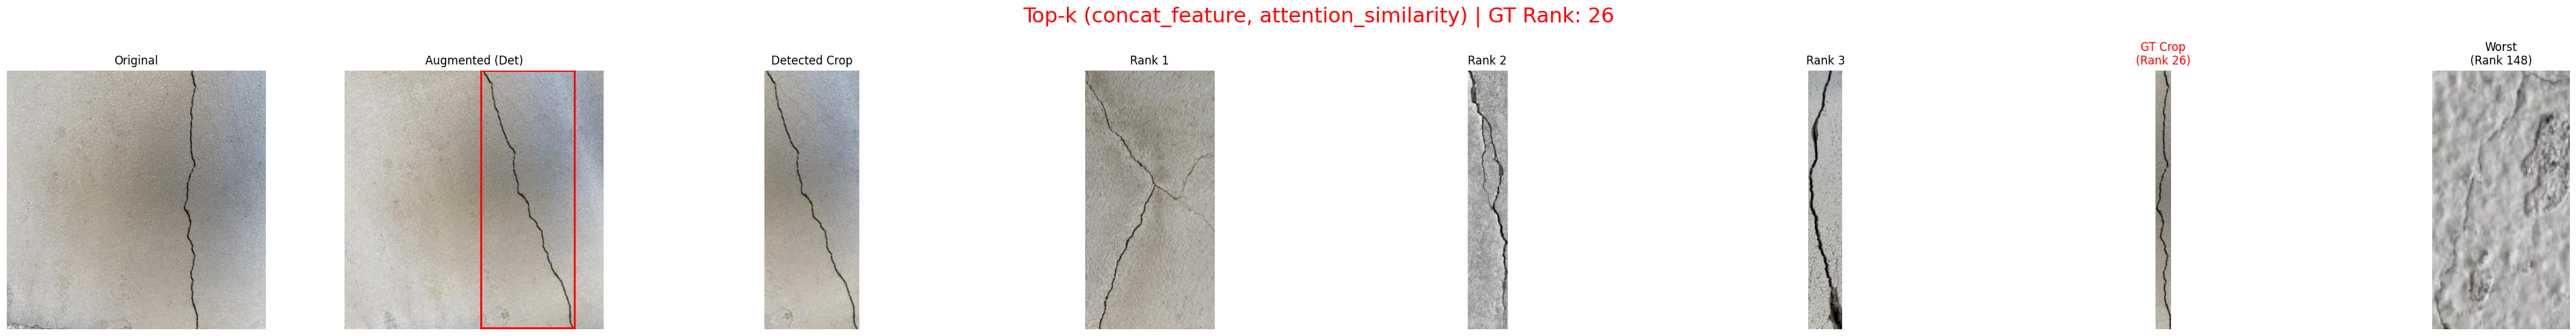 Top-k (concat_feature, attention_similarity) | GT Rank: 26
Original
Augmented (Det)
Detected Crop
Rank 1
Rank 2
Rank 3
GT Crop
(Rank 26)
Worst
(Rank 148)